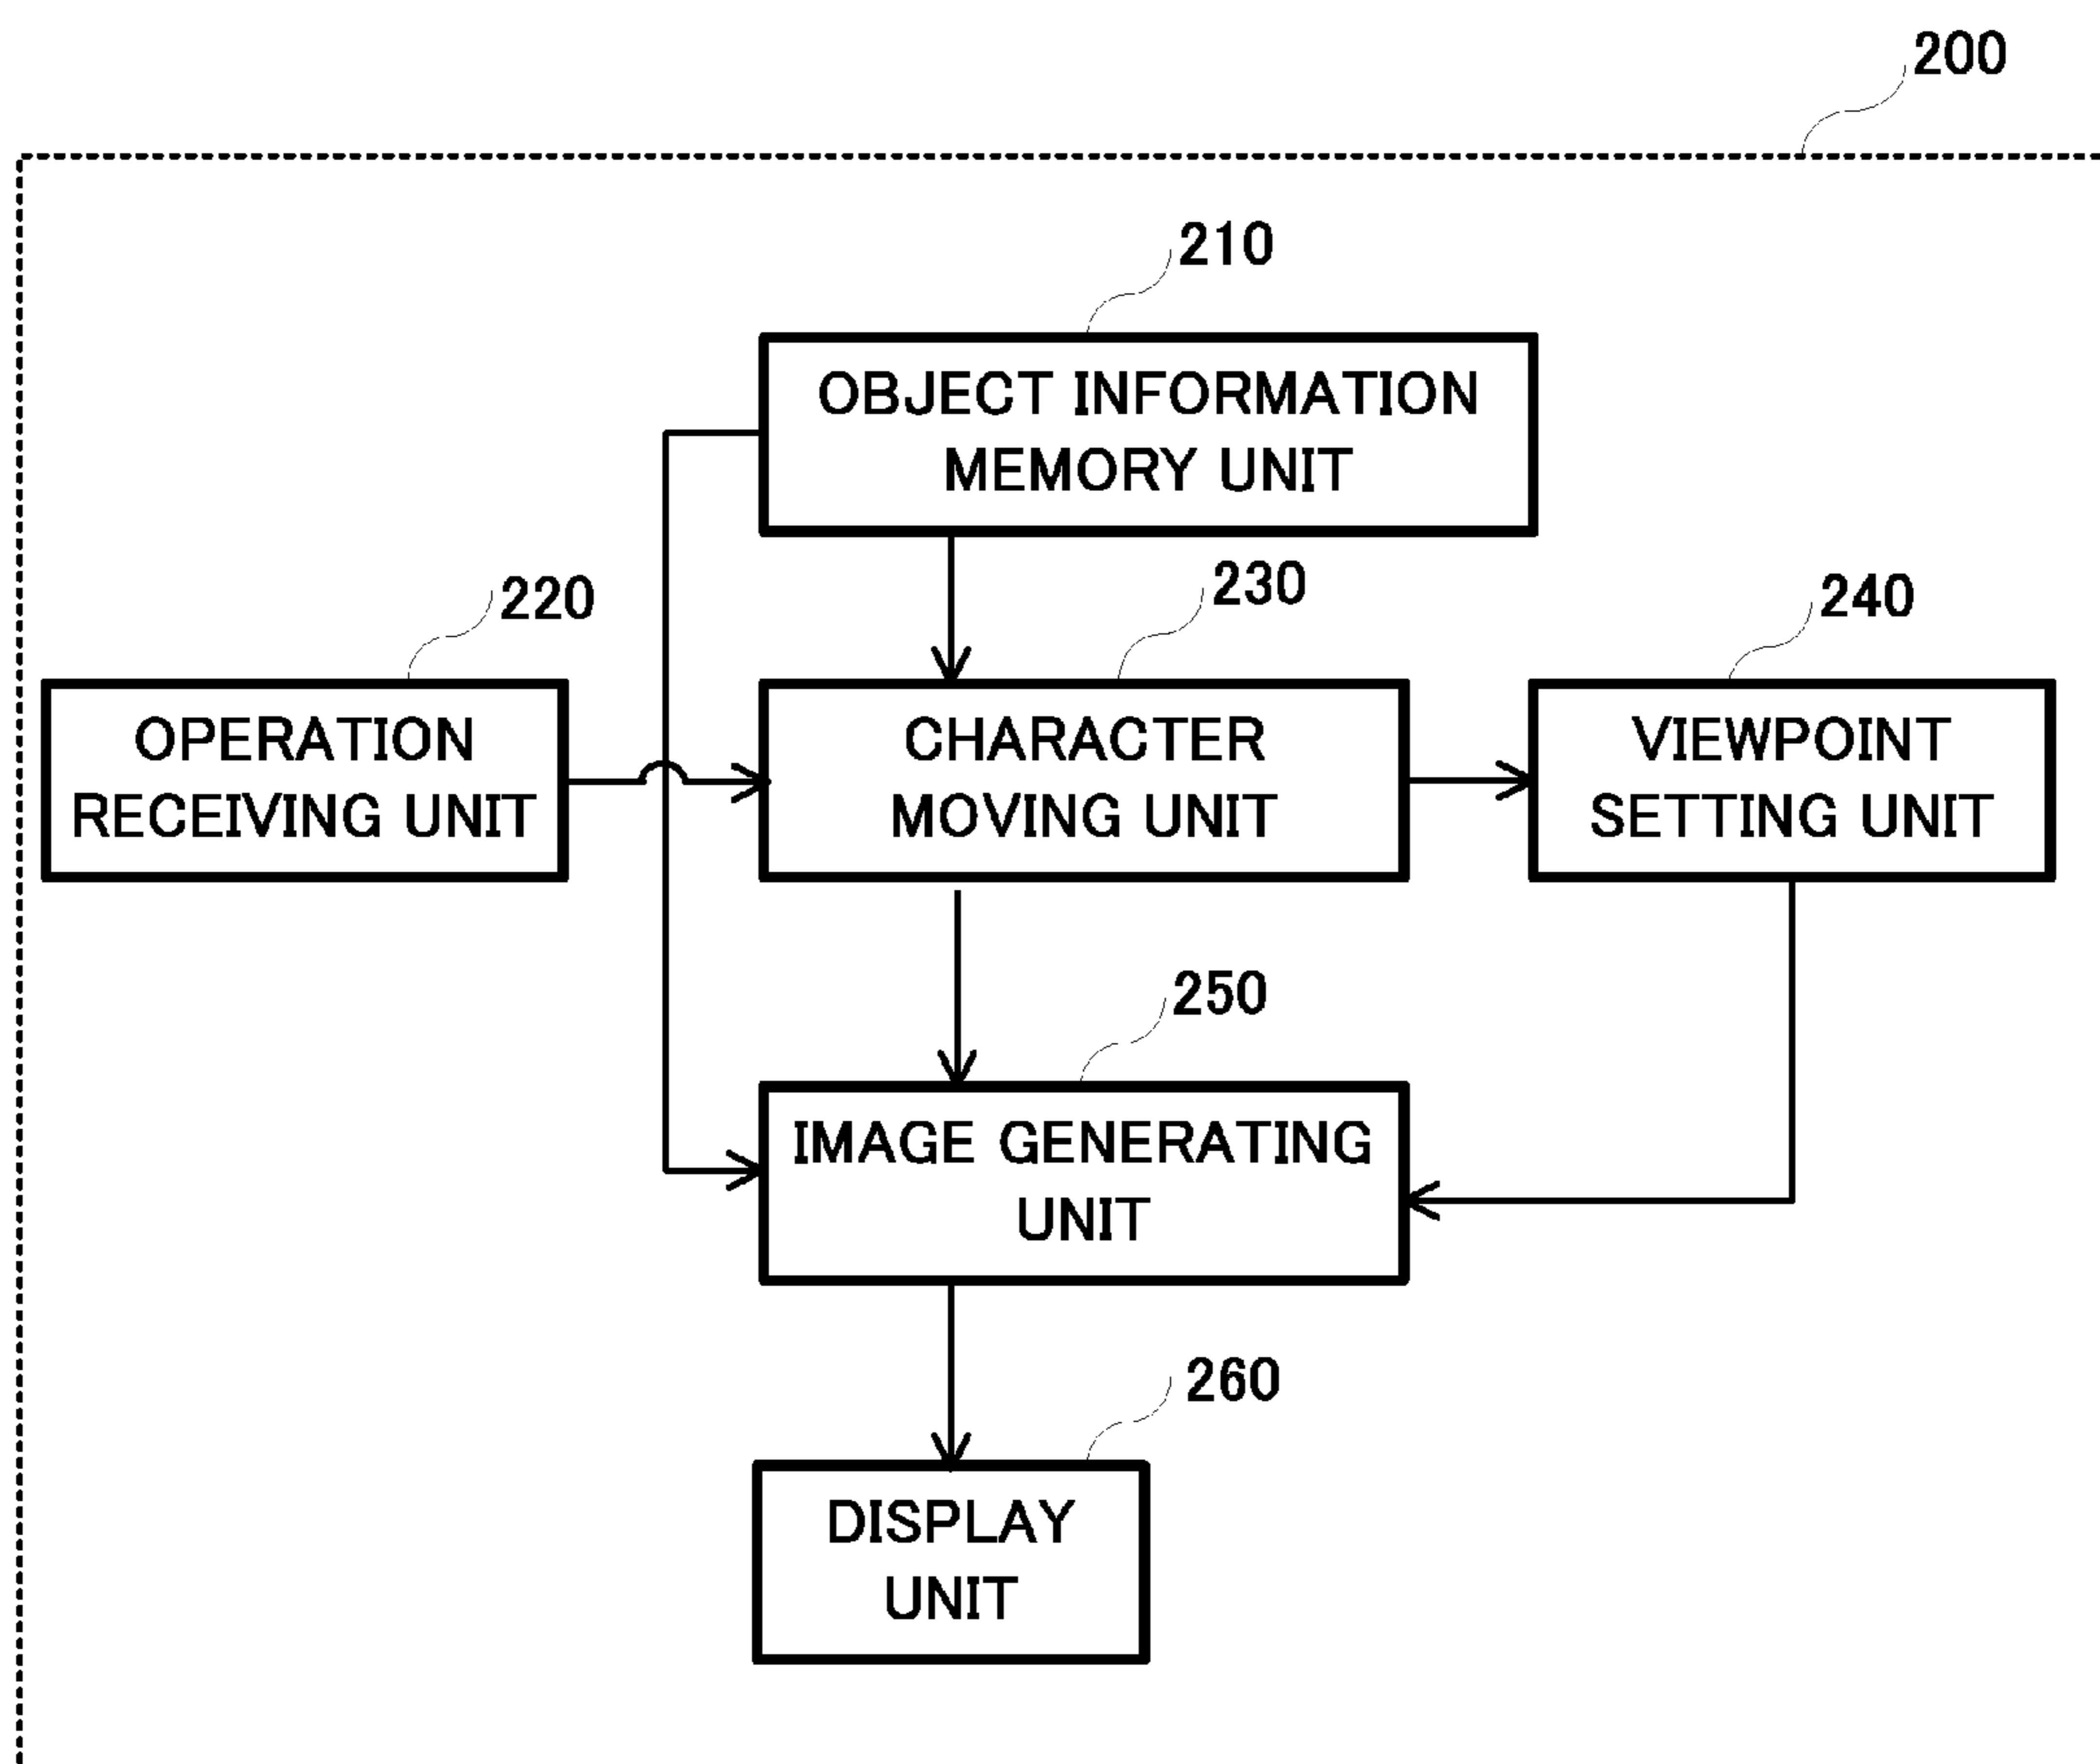 200
210
OBJECT INFORMATION
MEMORY UNIT
220
OPERATION
RECEIVING UNIT
230
CHARACTER
MOVING UNIT
240
VIEWPOINT
SETTING UNIT
250
IMAGE GENERATING
UNIT
260
DISPLAY
UNIT